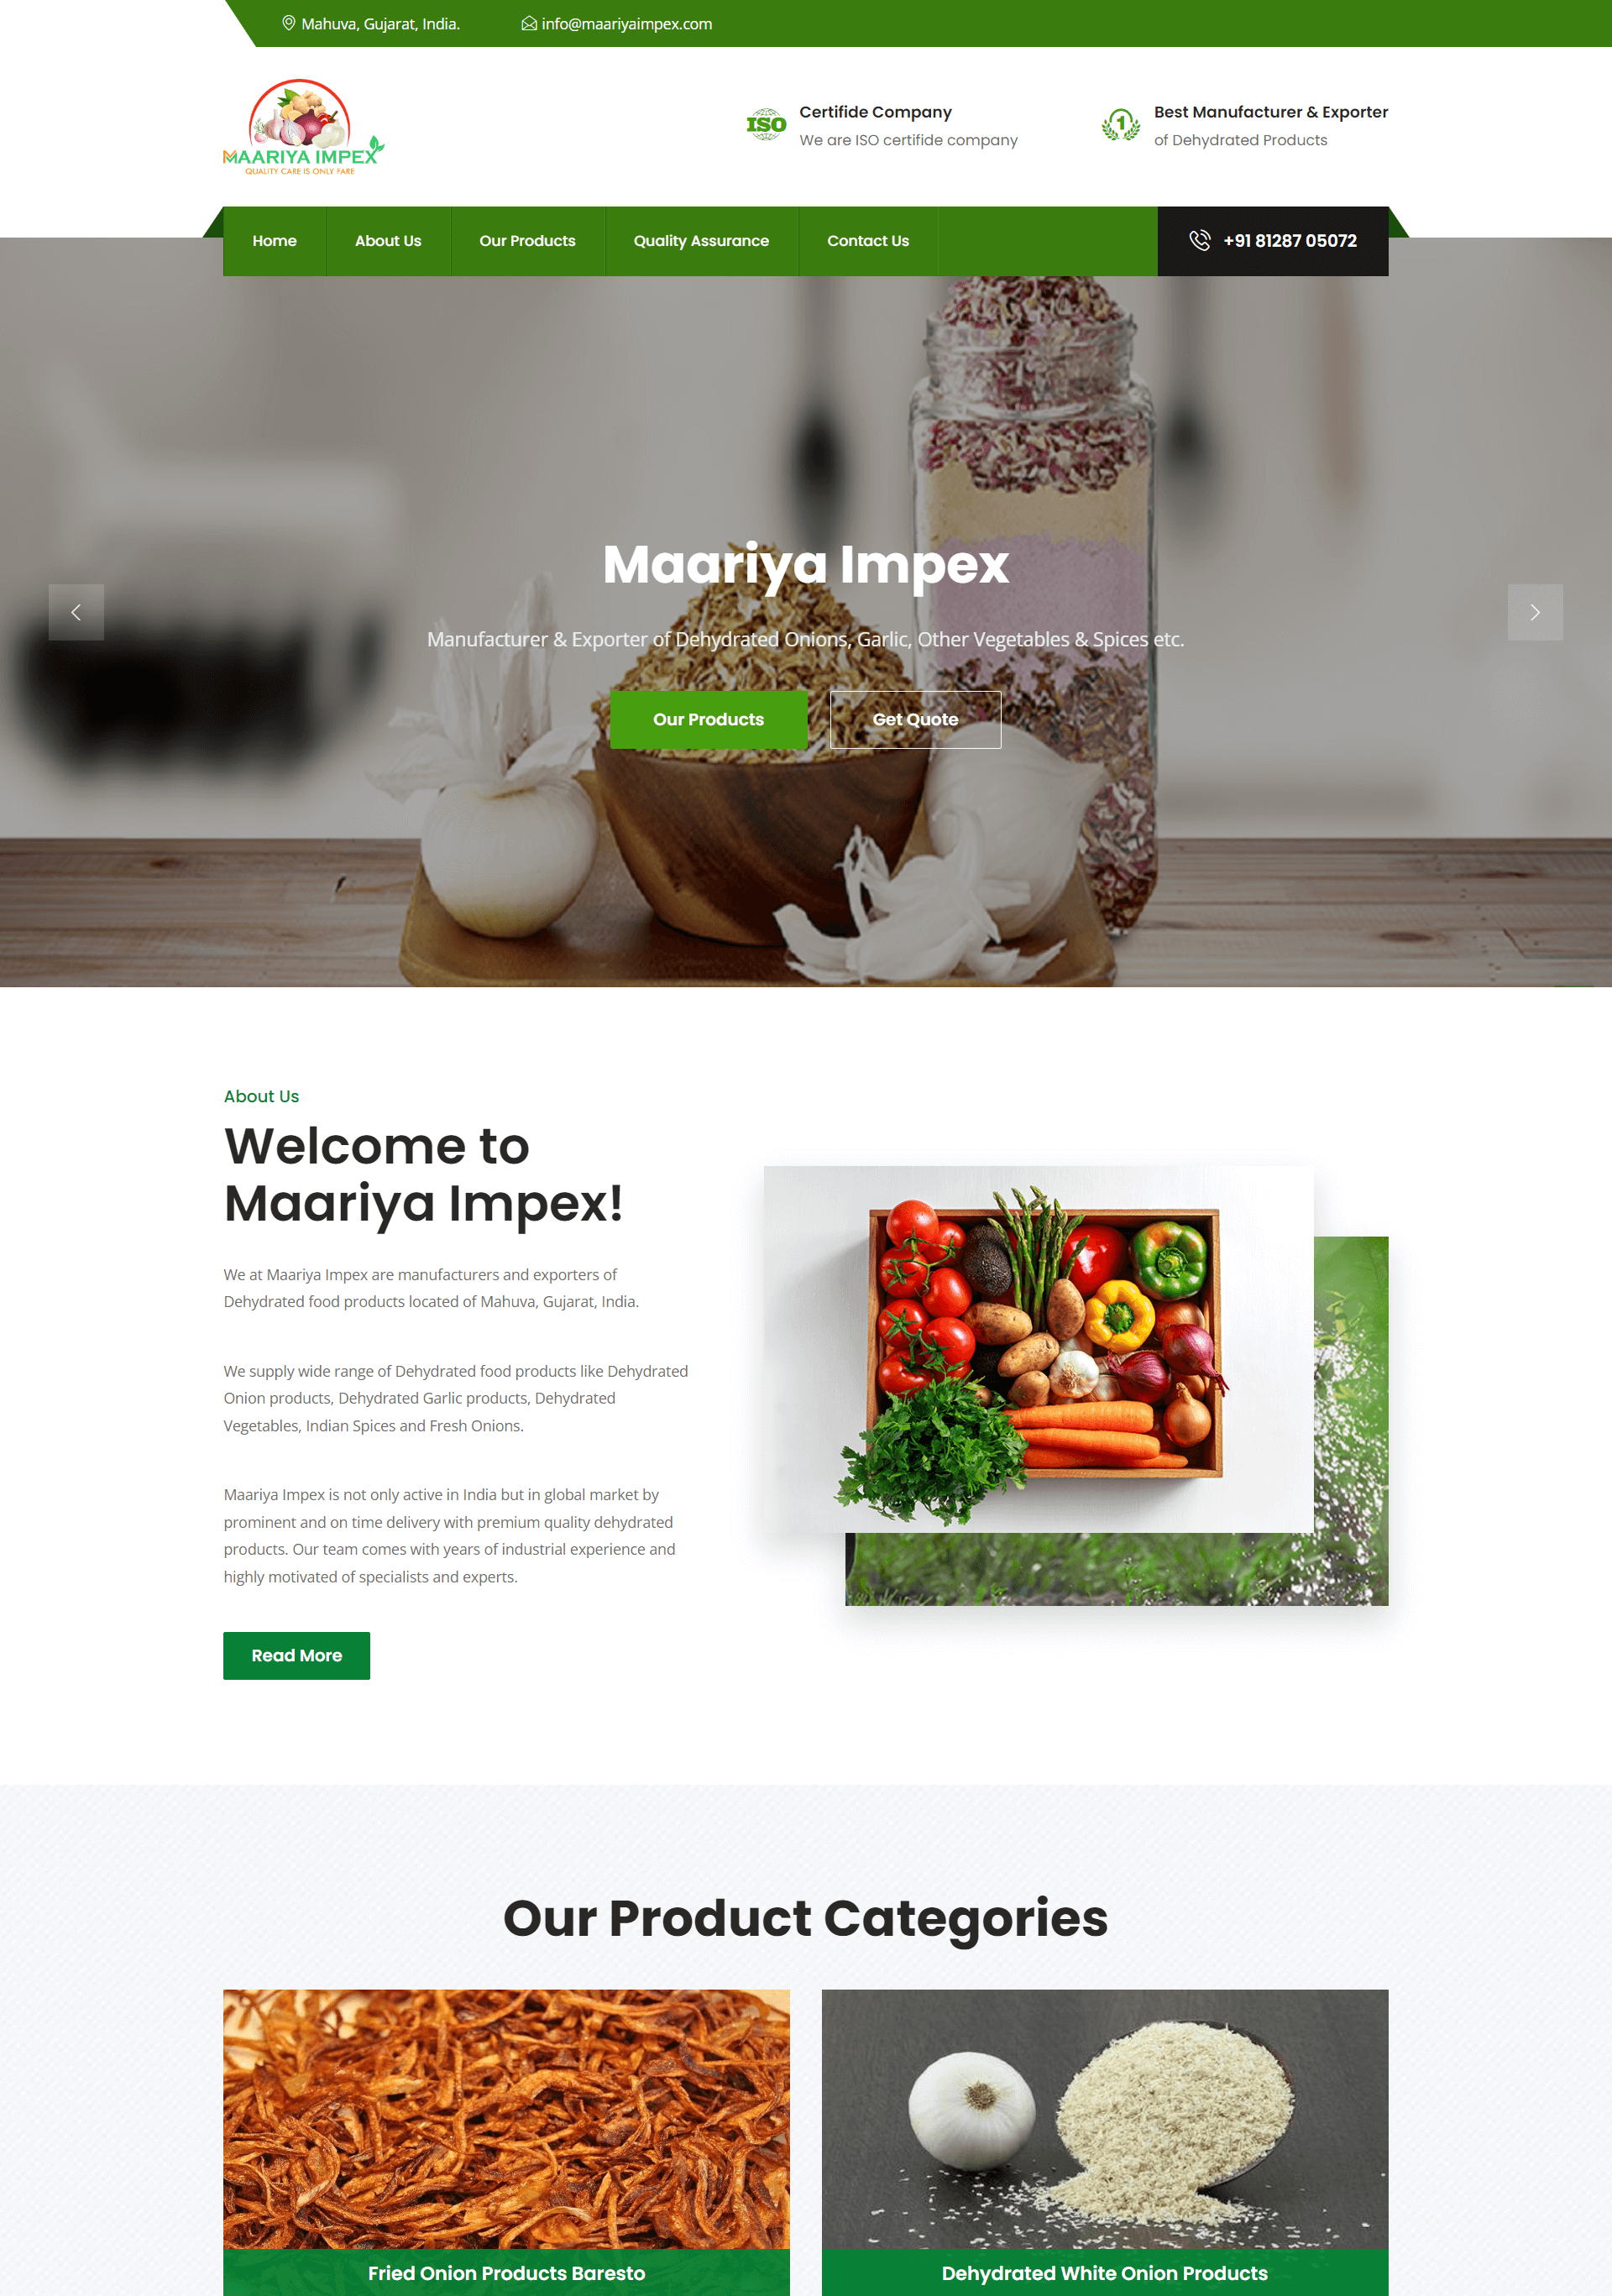 Mahuva, Gujarat, India.
info@maariyaimpex.com
MAARIYA IMPEX
QUALITY CARE IS ONLY FARE
ISO
Certifide Company
We are ISO certifide company
1
Best Manufacturer & Exporter
of Dehydrated Products
Home
About Us
Our Products
Quality Assurance
Contact Us
+91 81287 05072
Maariya Impex
Manufacturer & Exporter of Dehydrated Onions, Garlic, Other Vegetables & Spices etc.
Our Products
Get Quote
About Us
Welcome to
Maariya Impex!
We at Maariya Impex are manufacturers and exporters of
Dehydrated food products located of Mahuva, Gujarat, India.
We supply wide range of Dehydrated food products like Dehydrated
Onion products, Dehydrated Garlic products, Dehydrated
Vegetables, Indian Spices and Fresh Onions.
Maariya Impex is not only active in India but in global market by
prominent and on time delivery with premium quality dehydrated
products. Our team comes with years of industrial experience and
highly motivated of specialists and experts.
Read More
Our Product Categories
Fried Onion Products Baresto
Dehydrated White Onion Products